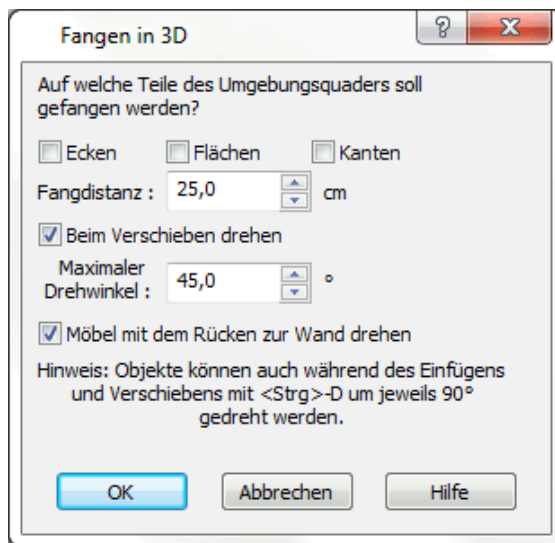 Fangen in 3D
Auf welche Teile des Umgebungsquaders soll
gefangen werden?
Ecken Flächen Kanten
Fangdistanz : 25,0 cm
Beim Verschieben drehen
Maximaler
Drehwinkel : 45,0 °
Möbel mit dem Rücken zur Wand drehen
Hinweis: Objekte können auch während des Einfügens
und Verschiebens mit <Strg>-D um jeweils 90°
gedreht werden.
OK Abbrechen Hilfe